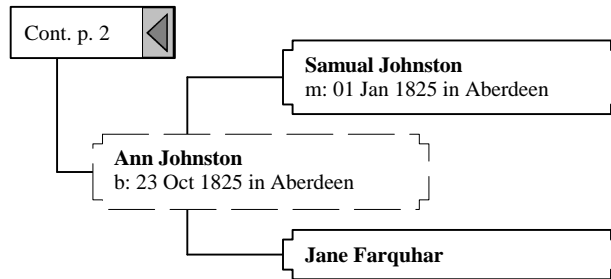 Cont. p. 2
Samual Johnston
m: 01 Jan 1825 in Aberdeen
Ann Johnston
b: 23 Oct 1825 in Aberdeen
Jane Farquhar